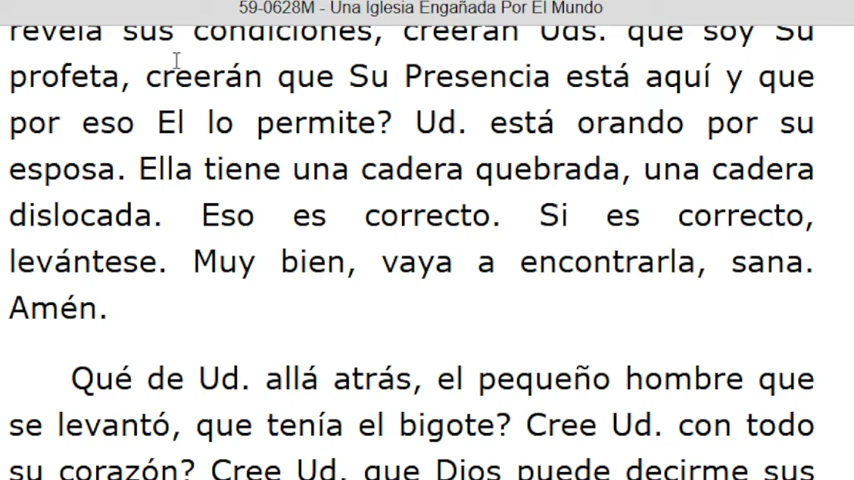 59-0628M - Una Iglesia Engañada Por El Mundo
revela sus condiciones, creerán Uds. que soy Su
profeta, creerán que Su Presencia está aquí y que
por eso El lo permite? Ud. está orando por su
esposa. Ella tiene una cadera quebrada, una cadera
dislocada. Eso es correcto. Si es correcto,
levántese. Muy bien, vaya a encontrarla, sana.
Amén.
Qué de Ud. allá atrás, el pequeño hombre que
se levantó, que tenía el bigote? Cree Ud. con todo
su corazón? Cree Ud. que Dios puede decirme sus